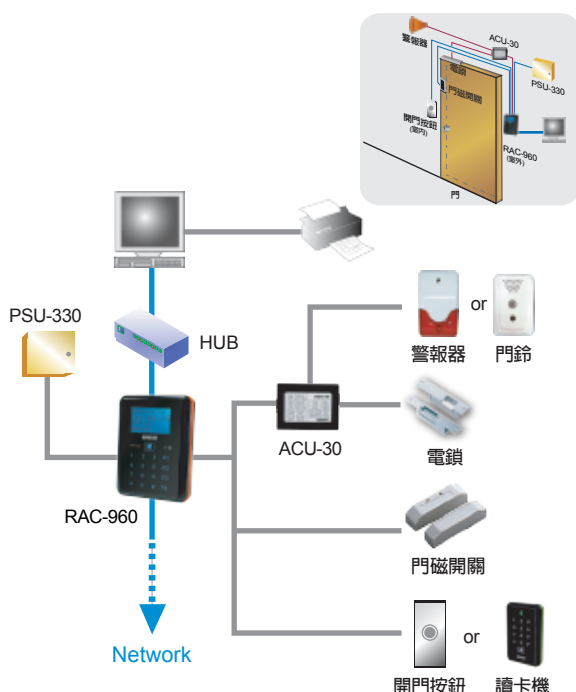 警報器
ACU-30
電鎖
PSU-330
門磁開關
開門按鈕
(室內)
RAC-960
(室外)
門
PSU-330
HUB
or
警報器
門鈴
ACU-30
電鎖
RAC-960
門磁開關
Network
or
開門按鈕
讀卡機